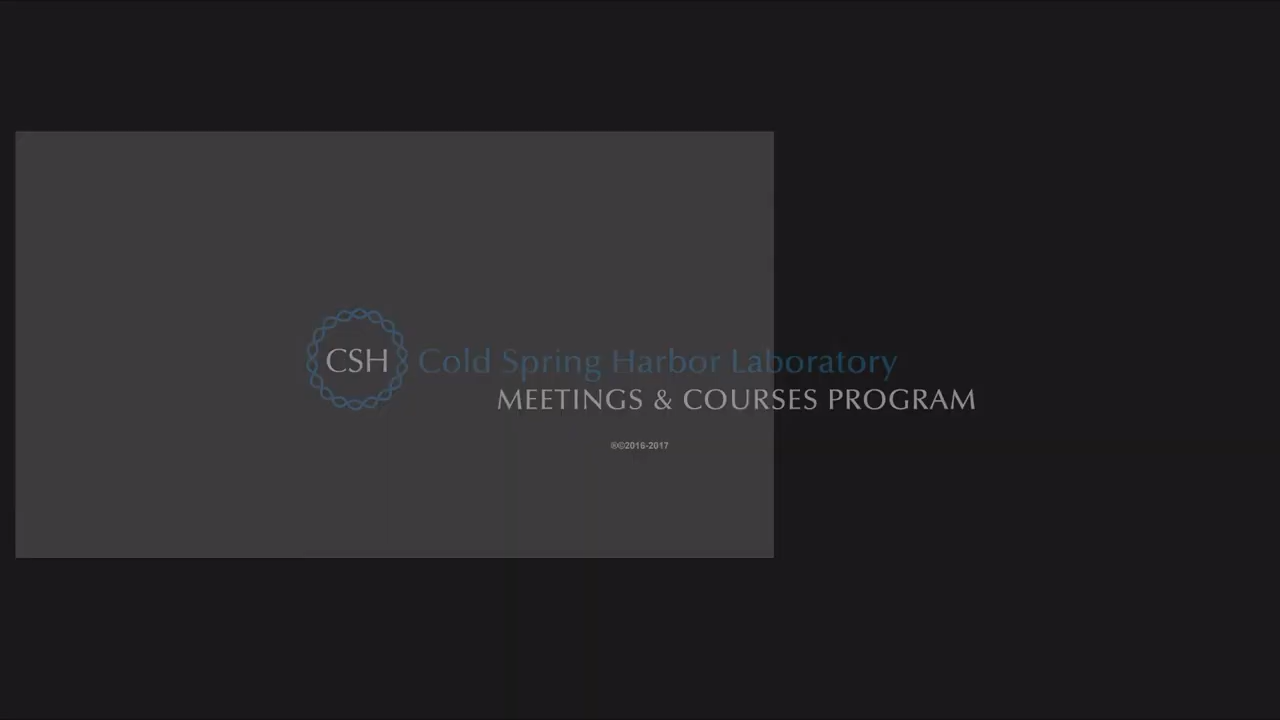 CSH Cold Spring Harbor Laboratory
MEETINGS & COURSES PROGRAM
®©2016-2017